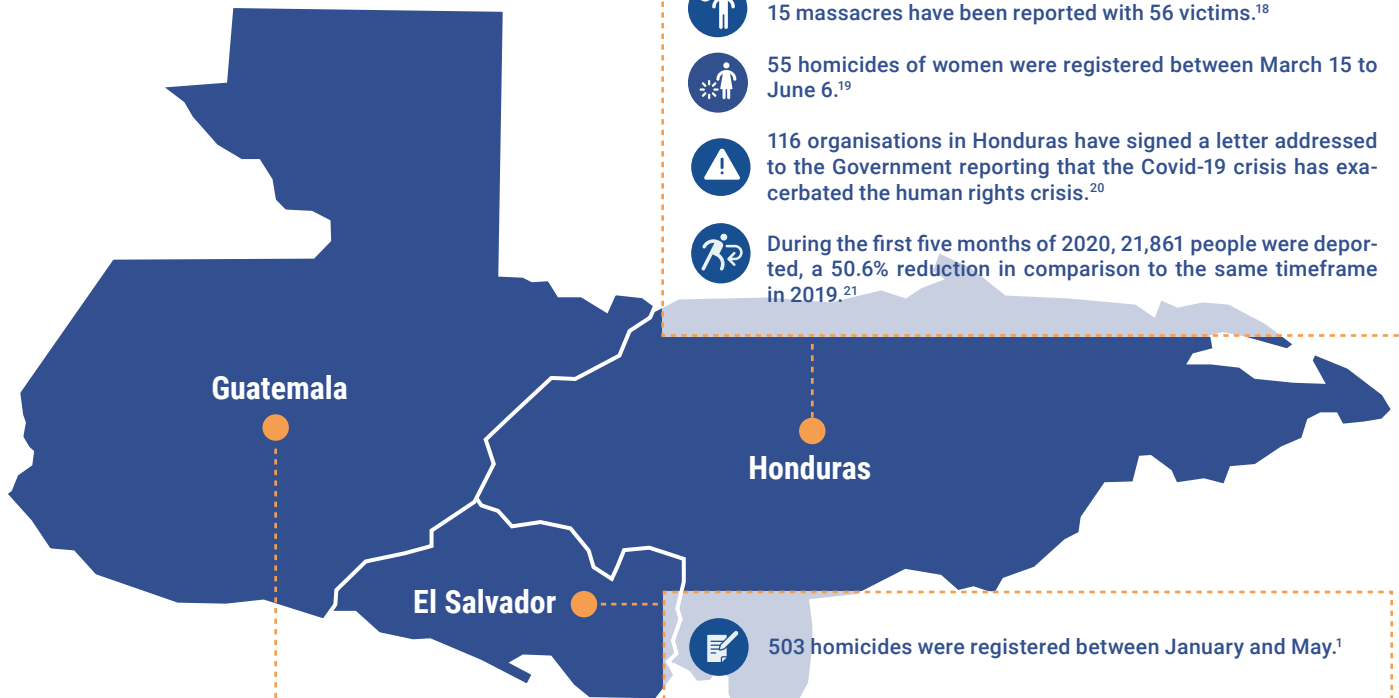 15 massacres have been reported with 56 victims.18
55 homicides of women were registered between March 15 to
June 6.19
116 organisations in Honduras have signed a letter addressed
to the Government reporting that the Covid-19 crisis has exa-
cerbated the human rights crisis.20
During the first five months of 2020, 21,861 people were depor-
ted, a 50.6% reduction in comparison to the same timeframe
in 2019.21
Guatemala
Honduras
El Salvador
503 homicides were registered between January and May.1